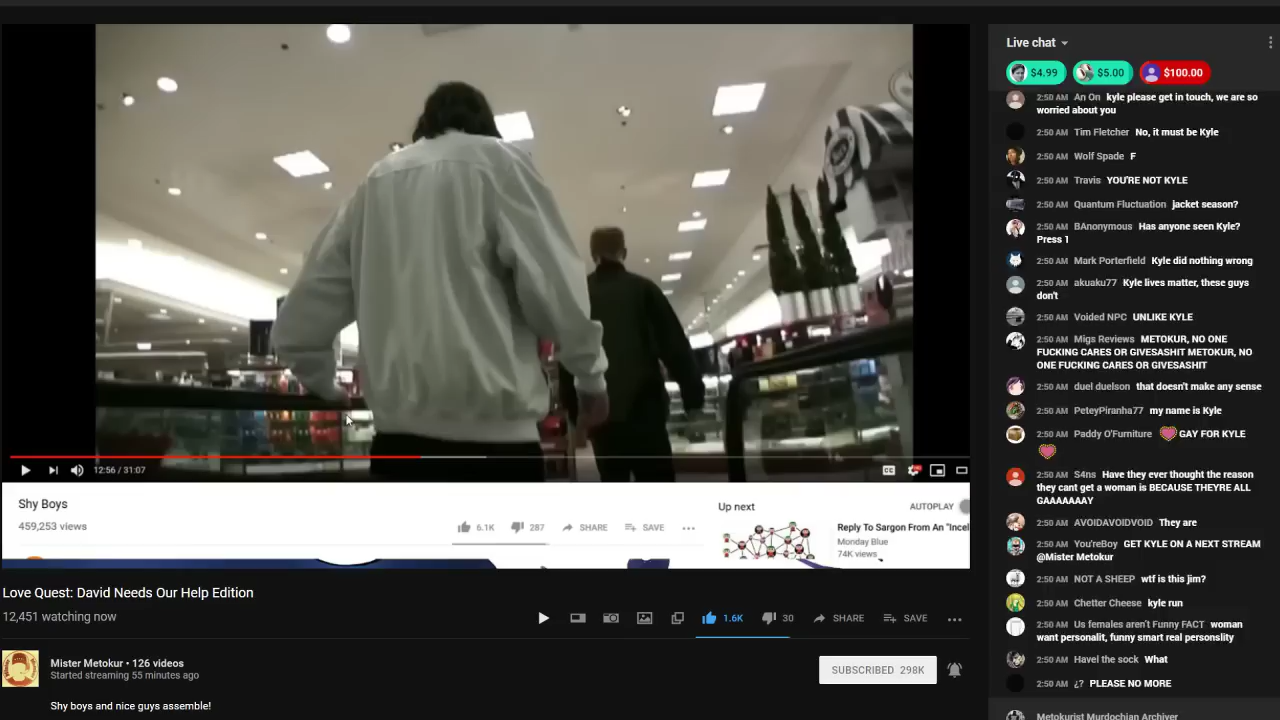 12:56 / 31:07
Shy Boys
459,253 views
6.1K
287
SHARE
SAVE
Up next
AUTOPLAY
Reply To Sargon From An "Incel
Monday Blue
74K views
Love Quest: David Needs Our Help Edition
12,451 watching now
1.6K
30
SHARE
SAVE
Mister Metokur • 126 videos
Started streaming 55 minutes ago
SUBSCRIBED 298K
Shy boys and nice guys assemble!
Live chat
$4.99
$5.00
$100.00
2:50 AM An On kyle please get in touch, we are so
worried about you
2:50 AM Tim Fletcher No, it must be Kyle
2:50 AM Wolf Spade F
2:50 AM Travis YOU'RE NOT KYLE
2:50 AM Quantum Fluctuation jacket season?
2:50 AM BAnonymous Has anyone seen Kyle?
Press 1
2:50 AM Mark Porterfield Kyle did nothing wrong
2:50 AM akuaku77 Kyle lives matter, these guys
don't
2:50 AM Voided NPC UNLIKE KYLE
2:50 AM Migs Reviews METOKUR, NO ONE
FUCKING CARES OR GIVESASHIT METOKUR, NO
ONE FUCKING CARES OR GIVESASHIT
2:50 AM duel duelson that doesn't make any sense
2:50 AM PeteyPiranha77 my name is Kyle
2:50 AM Paddy O'Furniture GAY FOR KYLE
2:50 AM S4ns Have they ever thought the reason
they cant get a woman is BECAUSE THEYRE ALL
GAAAAAAY
2:50 AM AVOIDAVOIDVOID They are
2:50 AM You'reBoy GET KYLE ON A NEXT STREAM
@Mister Metokur
2:50 AM NOT A SHEEP wtf is this jim?
2:50 AM Chetter Cheese kyle run
2:50 AM Us females aren't Funny FACT woman
want personalit, funny smart real personslity
2:50 AM Havel the sock What
2:50 AM ¿? PLEASE NO MORE
Metokurist Murdochian Archiver